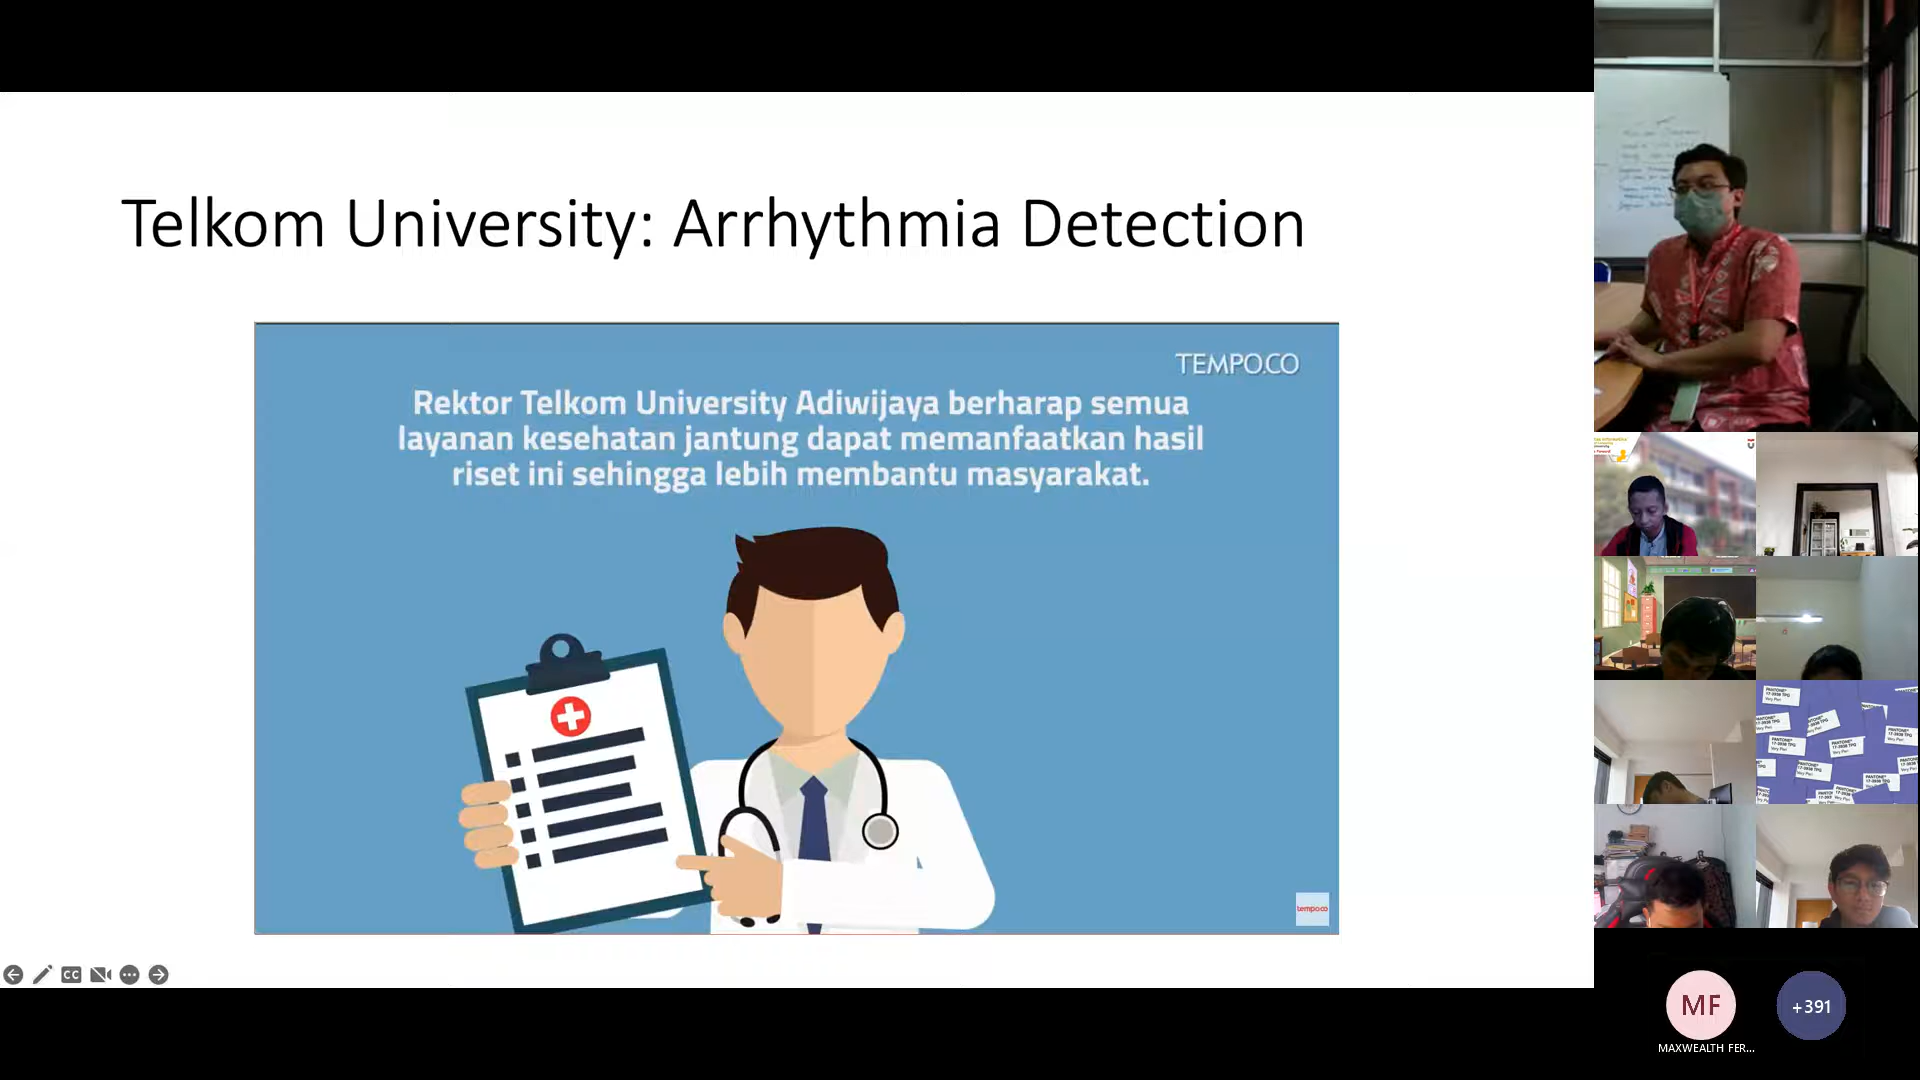 Telkom University: Arrhythmia Detection
TEMPO.CO
Rektor Telkom University Adiwijaya berharap semua
layanan kesehatan jantung dapat memanfaatkan hasil
riset ini sehingga lebih membantu masyarakat.
tempo.co
CC
MF
+391
MAXWEALTH FER...